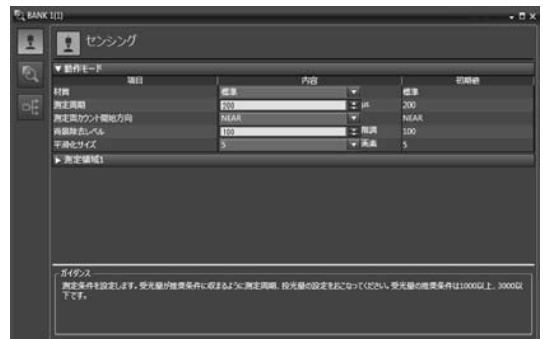 BANK 1(1)
センシング
▼ 動作モード
項目 内容 初期値
材質 標準 標準
測定周期 200 μs 200
測定面カウント開始方向 NEAR NEAR
背景除去レベル 100 階調 100
平滑化サイズ 5 画素 5
▶ 測定領域1
ガイダンス
測定条件を設定します。受光量が推奨条件に収まるように測定周期、投光量の設定をおこなってください。受光量の推奨条件は1000以上、3000以
下です。